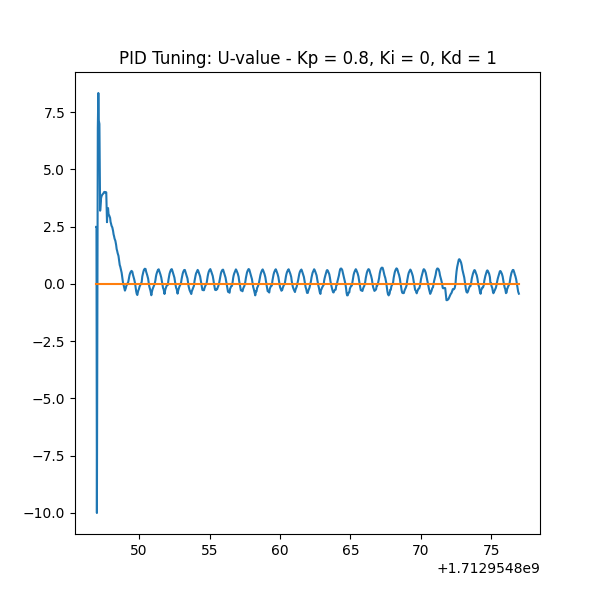 PID Tuning: U-value - Kp = 0.8, Ki = 0, Kd = 1
7.5
5.0
2.5
0.0
−2.5
−5.0
−7.5
−10.0
50 55 60 65 70 75
+1.7129548e9